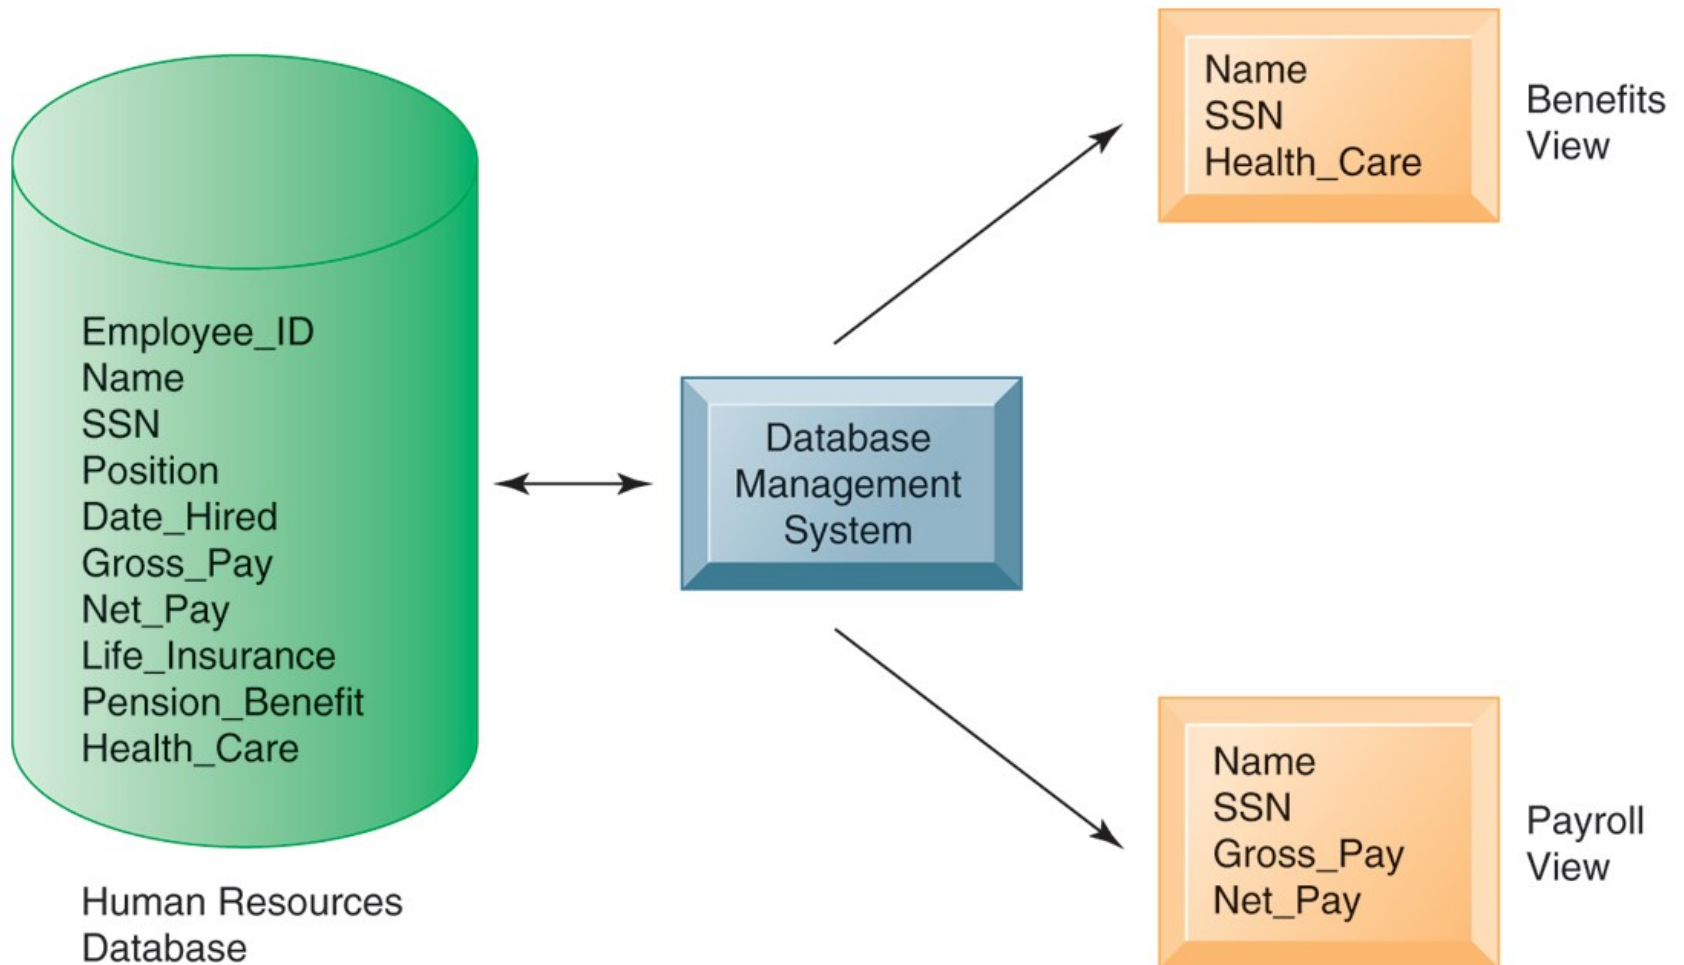 Employee_ID
Name
SSN
Position
Date_Hired
Gross_Pay
Net_Pay
Life_Insurance
Pension_Benefit
Health_Care
Human Resources
Database
Database
Management
System
Name
SSN
Health_Care
Benefits
View
Name
SSN
Gross_Pay
Net_Pay
Payroll
View